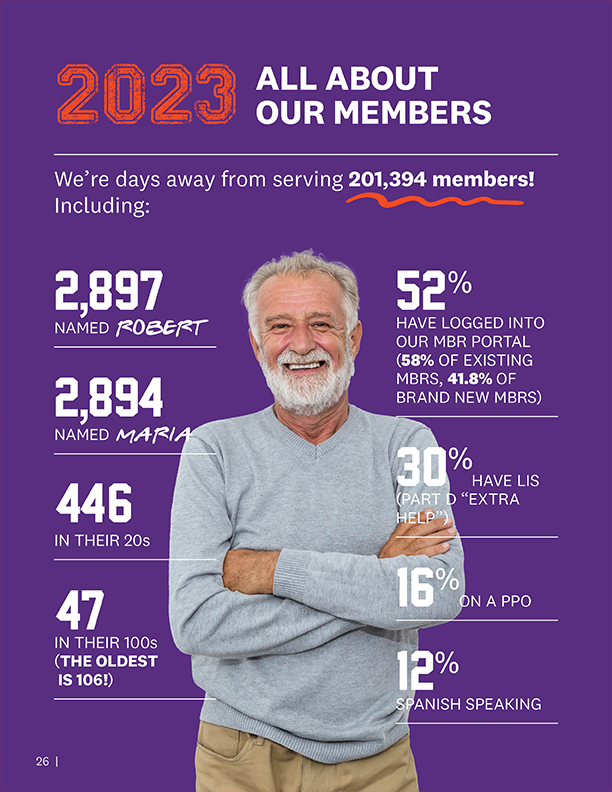 2023 ALL ABOUT
OUR MEMBERS
We’re days away from serving 201,394 members!
Including:
2,897
NAMED ROBERT
2,894
NAMED MARIA
446
IN THEIR 20s
47
IN THEIR 100s
(THE OLDEST
IS 106!)
52%
HAVE LOGGED INTO
OUR MBR PORTAL
(58% OF EXISTING
MBRS, 41.8% OF
BRAND NEW MBRS)
30% HAVE LIS
(PART D “EXTRA
HELP”)
16% ON A PPO
12%
SPANISH SPEAKING
26 |